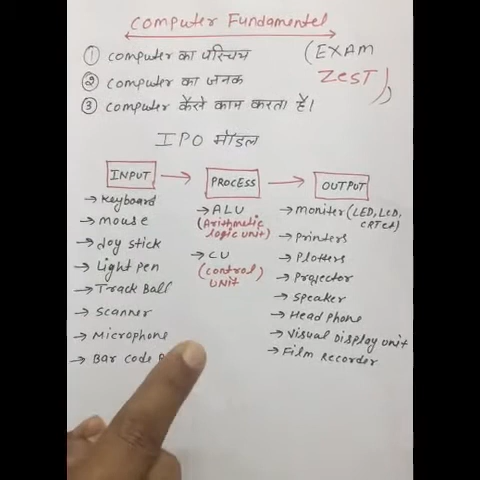 Computer Fundamentel
① Computer का परिचय
② Computer का जनक
③ Computer कैसे काम करता है।
(EXAM
ZEST)
IPO मॉडल
INPUT → PROCESS → OUTPUT
→ Keyboard
→ Mouse
→ Joy stick
→ Light pen
→ Track Ball
→ Scanner
→ Microphone
→ Bar code
→ ALU
(Arithmetic
logic unit)
→ CU
(Control)
UNIT
→ Moniter (LED, LCD,
CRT etc)
→ Printers
→ Plotters
→ Projector
→ Speaker
→ Head phone
→ Visual Display unit
→ Film Recorder